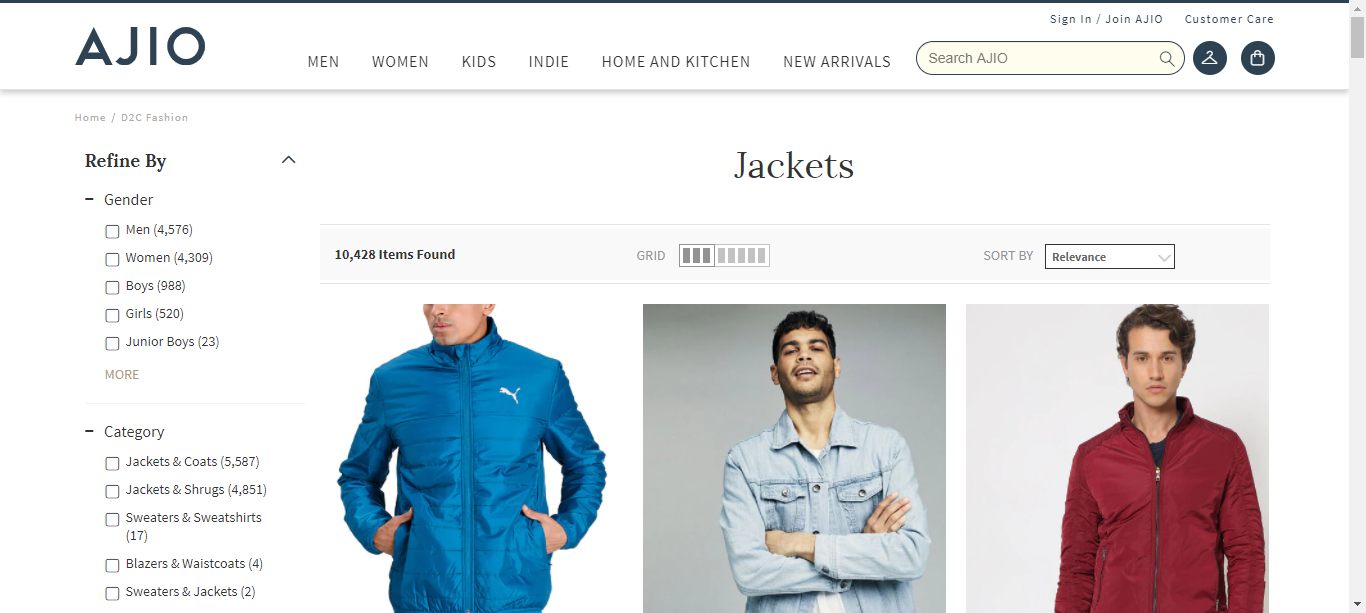 Sign In / Join AJIO Customer Care
AJIO
MEN WOMEN KIDS INDIE HOME AND KITCHEN NEW ARRIVALS
Search AJIO
Home / D2C Fashion
Refine By
Jackets
Gender
Men (4,576)
Women (4,309)
Boys (988)
Girls (520)
Junior Boys (23)
MORE
10,428 Items Found
GRID
SORT BY Relevance
Category
Jackets & Coats (5,587)
Jackets & Shrugs (4,851)
Sweaters & Sweatshirts
(17)
Blazers & Waistcoats (4)
Sweaters & Jackets (2)